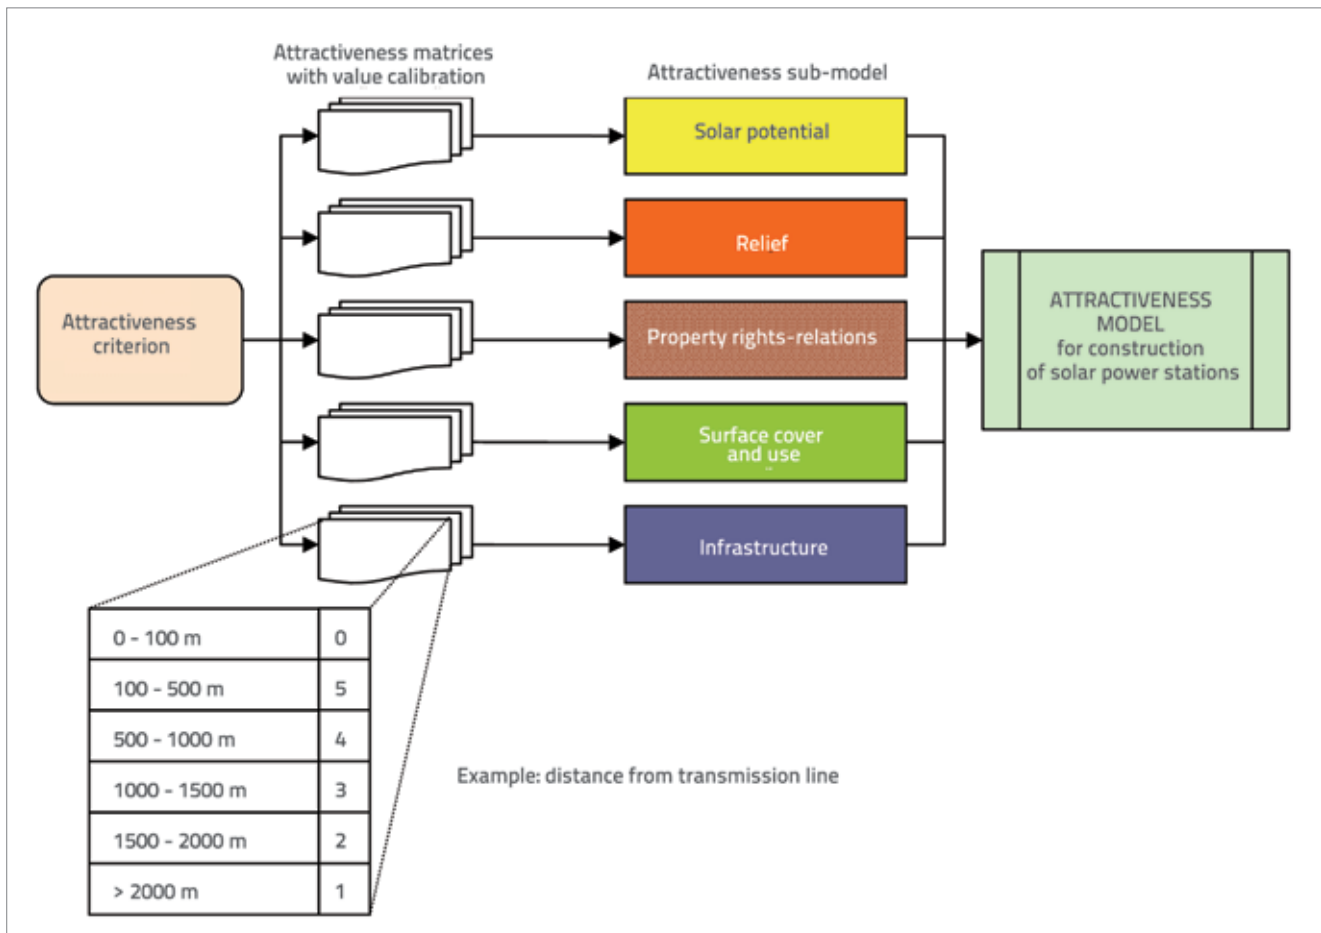 Attractiveness matrices
with value calibration
Attractiveness sub-model
Solar potential
Relief
Attractiveness
criterion
Property rights-relations
ATTRACTIVENESS
MODEL
for construction
of solar power stations
Surface cover
and use
Infrastructure
0 - 100 m 0
100 - 500 m 5
500 - 1000 m 4
1000 - 1500 m 3
1500 - 2000 m 2
> 2000 m 1
Example: distance from transmission line